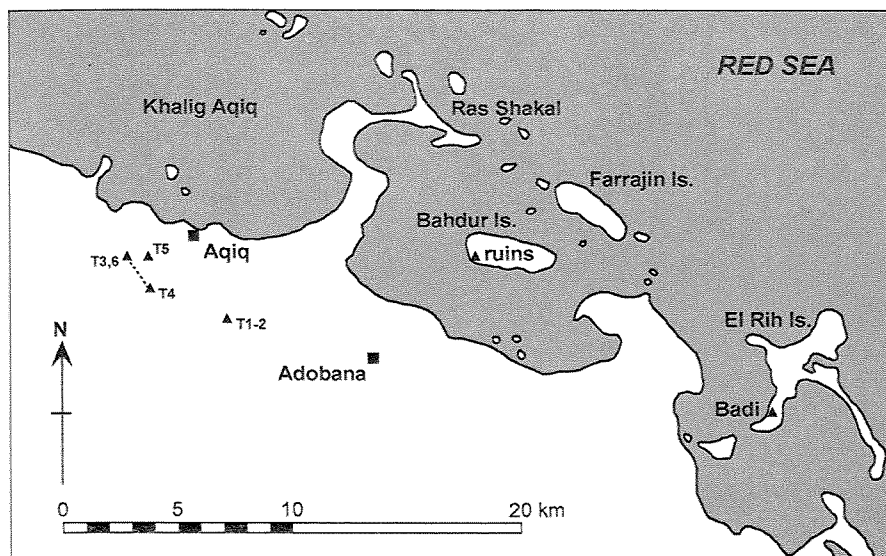 RED SEA
Khalig Aqiq
Ras Shakal
Farrajin Is.
Bahdur Is.
ruins
Aqiq
T3,6
T5
T4
T1-2
El Rih Is.
N
Adobana
Badi
0 5 10 20 km